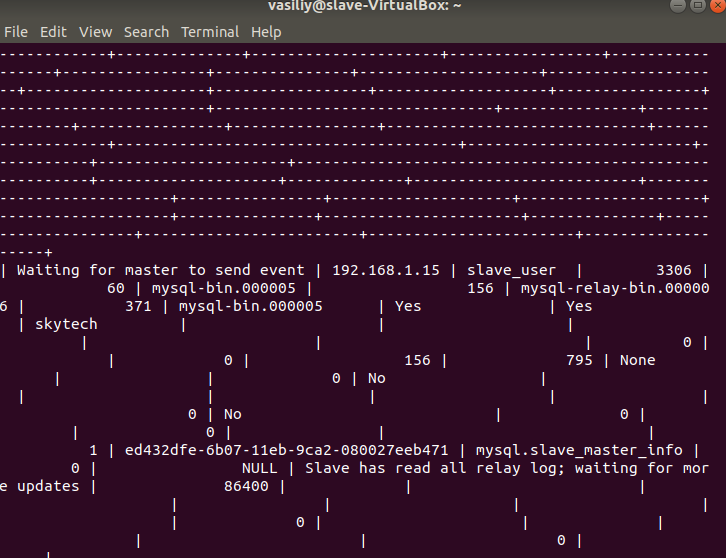 vasiliy@slave-VirtualBox: ~
File Edit View Search Terminal Help
------------+--------------+----------------------+-----------------+-----------
------+----------------+---------------+--------------------+------------------
--+--------------------+-----------------+-------------------+----------------+
-----------------------+-------------------------------+---------------+-------
--------+----------------+----------------+-----------------------------+------
------------+--------------------------------------+-------------------------+-
----------+---------------------+----------------------------------------------
----------+--------------------+-------------+-------------------------+-------
-------------------+----------------+--------------------+--------------------+
-------------------+---------------+----------------------+--------------+-----
---------------+------------------------+-----------------------+--------------
-----+
| Waiting for master to send event | 192.168.1.15 | slave_user | 3306 |
60 | mysql-bin.000005 | 156 | mysql-relay-bin.00000
6 | 371 | mysql-bin.000005 | Yes | Yes
| skytech | | |
| | | 0 |
| 0 | 156 | 795 | None
| | 0 | No |
| | | | |
0 | No | 0 |
| 0 | | |
1 | ed432dfe-6b07-11eb-9ca2-080027eeb471 | mysql.slave_master_info |
0 | NULL | Slave has read all relay log; waiting for mor
e updates | 86400 | | |
| | | |
| 0 | | |
| | 0 |
|